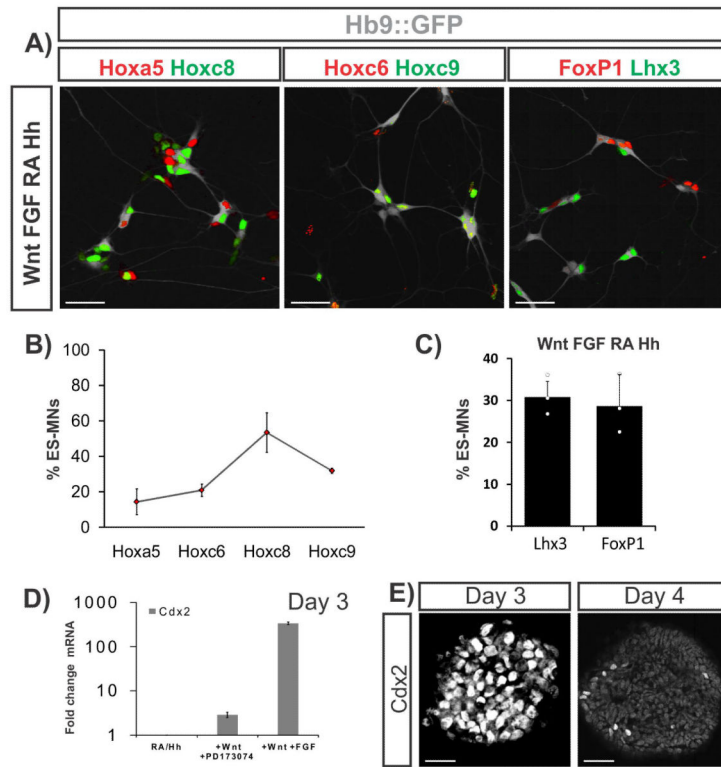 Hb9::GFP
A)
Hoxa5 Hoxc8
Hoxc6 Hoxc9
FoxP1 Lhx3
Wnt FGF RA Hh
B)
100
80
60
40
20
0
% ES-MNs
Hoxa5 Hoxc6 Hoxc8 Hoxc9
C)
Wnt FGF RA Hh
40
30
20
10
0
% ES-MNs
Lhx3 FoxP1
D)
Day 3
Cdx2
1000
100
10
1
Fold change mRNA
RA/Hh
+Wnt
+PD173074
+Wnt +FGF
E)
Day 3
Day 4
Cdx2